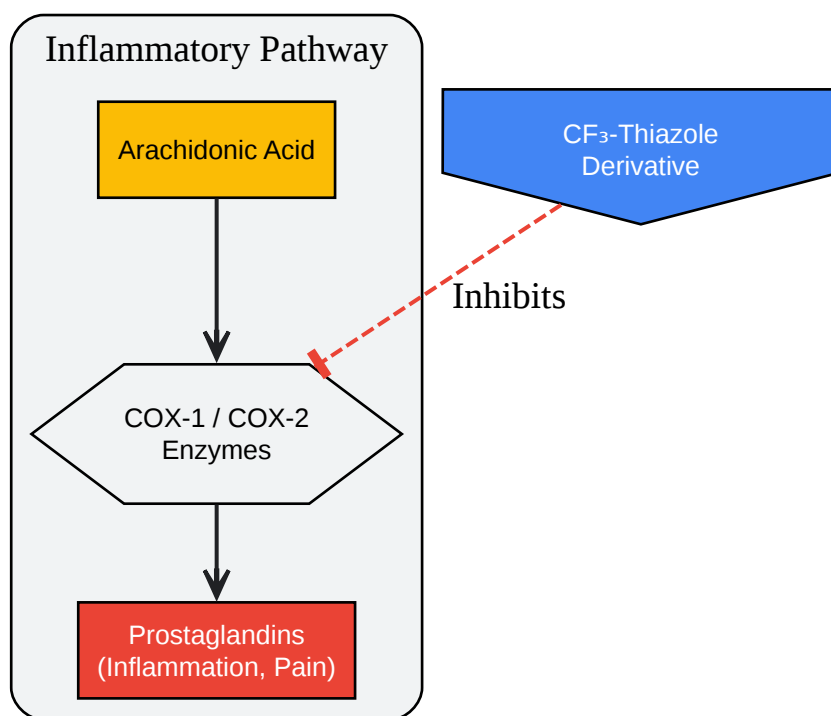 Inflammatory Pathway
Arachidonic Acid
CF₃-Thiazole
Derivative
Inhibits
COX-1 / COX-2
Enzymes
Prostaglandins
(Inflammation, Pain)